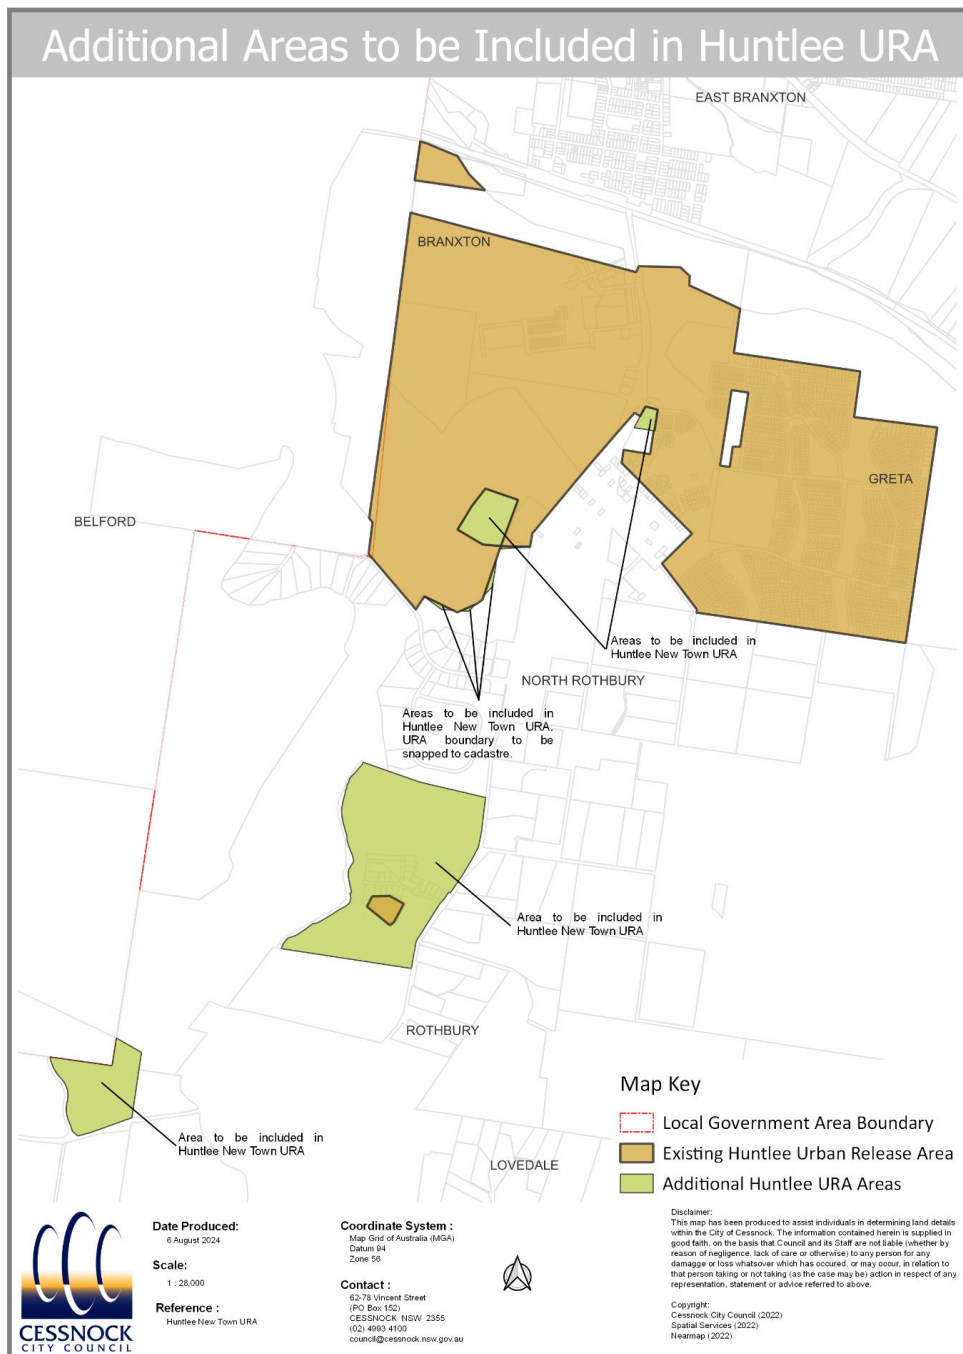 Additional Areas to be Included in Huntlee URA
EAST BRANXTON
BRANXTON
GRETA
BELFORD
Areas to be included in
Huntlee New Town URA
NORTH ROTHBURY
Areas to be included in
Huntlee New Town URA.
URA boundary to be
snapped to cadastre.
Area to be included in
Huntlee New Town URA
ROTHBURY
Area to be included in
Huntlee New Town URA
LOVEDALE
Map Key
Local Government Area Boundary
Existing Huntlee Urban Release Area
Additional Huntlee URA Areas
CESSNOCK
CITY COUNCIL
Date Produced:
6 August 2024
Scale:
1 : 28,000
Reference :
Huntlee New Town URA
Coordinate System :
Map Grid of Australia (MGA)
Datum 94
Zone 56
Contact :
62-78 Vincent Street
(PO Box 152)
CESSNOCK NSW 2355
(02) 4993 4100
council@cessnock.nsw.gov.au
Disclaimer:
This map has been produced to assist individuals in determining land details
within the City of Cessnock. The information contained herein is supplied in
good faith, on the basis that Council and its Staff are not liable (whether by
reason of negligence, lack of care or otherwise) to any person for any
damagge or loss whatsover which has occured, or may occur, in relation to
that person taking or not taking (as the case may be) action in respect of any
representation, statement or advice referred to above.
Copyright:
Cessnock City Council (2022)
Spatial Services (2022)
Nearmap (2022)